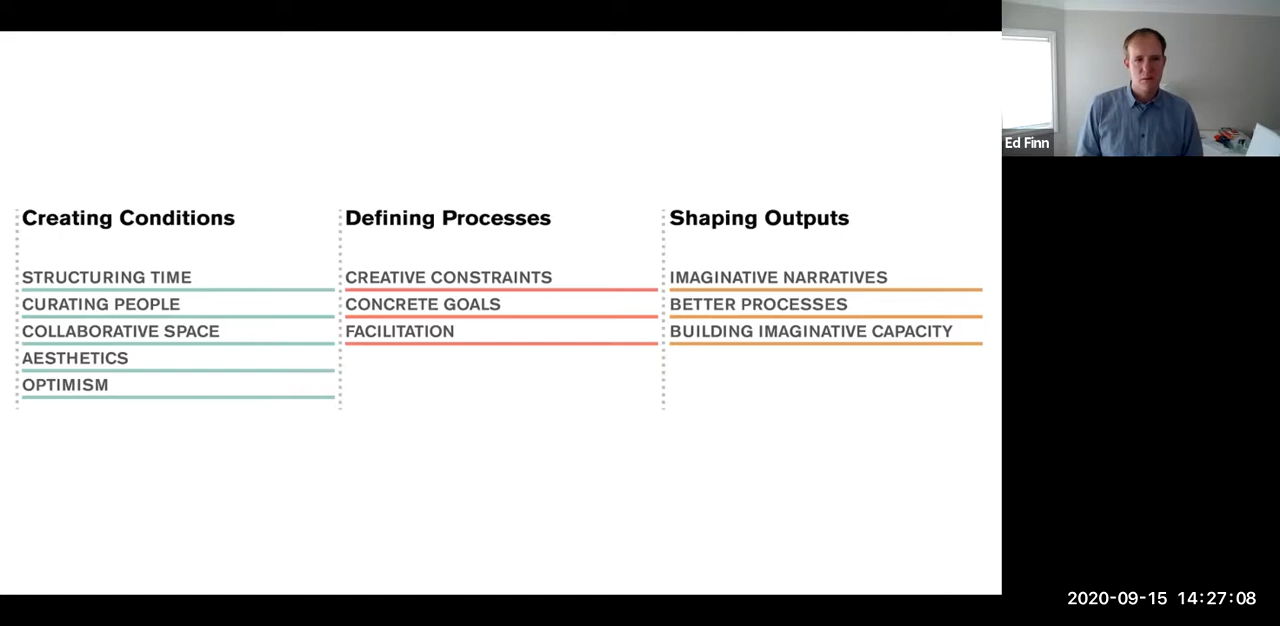 Creating Conditions
STRUCTURING TIME
CURATING PEOPLE
COLLABORATIVE SPACE
AESTHETICS
OPTIMISM
Defining Processes
CREATIVE CONSTRAINTS
CONCRETE GOALS
FACILITATION
Shaping Outputs
IMAGINATIVE NARRATIVES
BETTER PROCESSES
BUILDING IMAGINATIVE CAPACITY
Ed Finn
2020-09-15 14:27:08